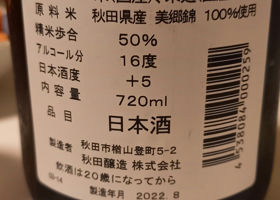 原料米 秋田県産 美郷錦 100%使用
精米歩合 50%
アルコール分 16度
日本酒度 +5
内容量 720ml
品目 日本酒
製造者 秋田市楢山登町5-2
秋田醸造 株式会社
飲酒は20歳になってから
製造年月 2022.8
4538084000259